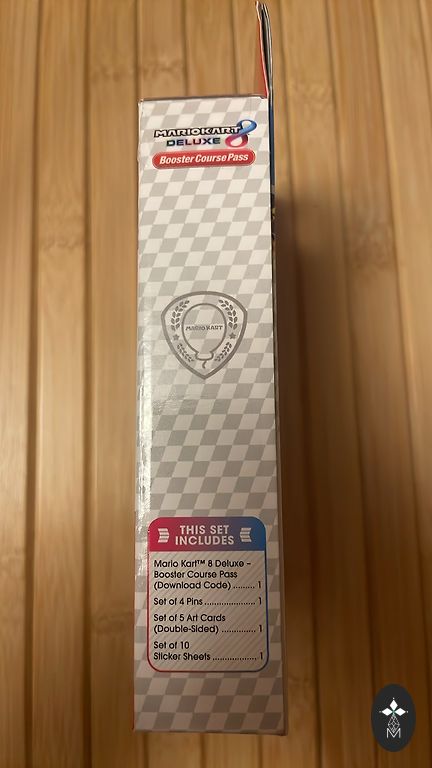 MARIOKART 8
DELUXE
Booster Course Pass
MARIO KART
THIS SET
INCLUDES
Mario Kart™ 8 Deluxe –
Booster Course Pass
(Download Code) ......... 1
Set of 4 Pins ...................... 1
Set of 5 Art Cards
(Double-Sided) ............... 1
Set of 10
Sticker Sheets ................... 1
M